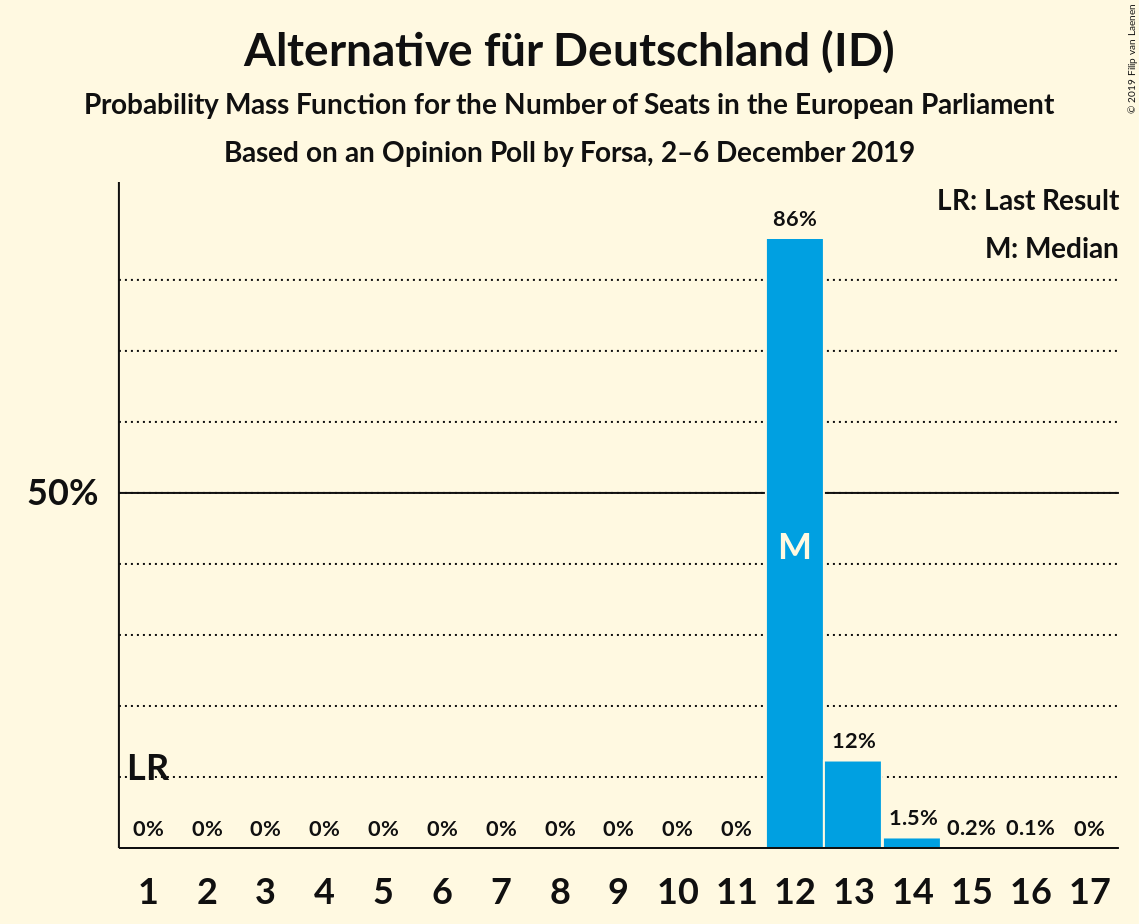 Alternative für Deutschland (ID)
Probability Mass Function for the Number of Seats in the European Parliament
Based on an Opinion Poll by Forsa, 2–6 December 2019
© 2019 Filip van Laenen
LR: Last Result
M: Median
86%
50%
M
12%
LR
1.5%
0% 0% 0% 0% 0% 0% 0% 0% 0% 0% 0% 0.2% 0.1% 0%
1 2 3 4 5 6 7 8 9 10 11 12 13 14 15 16 17